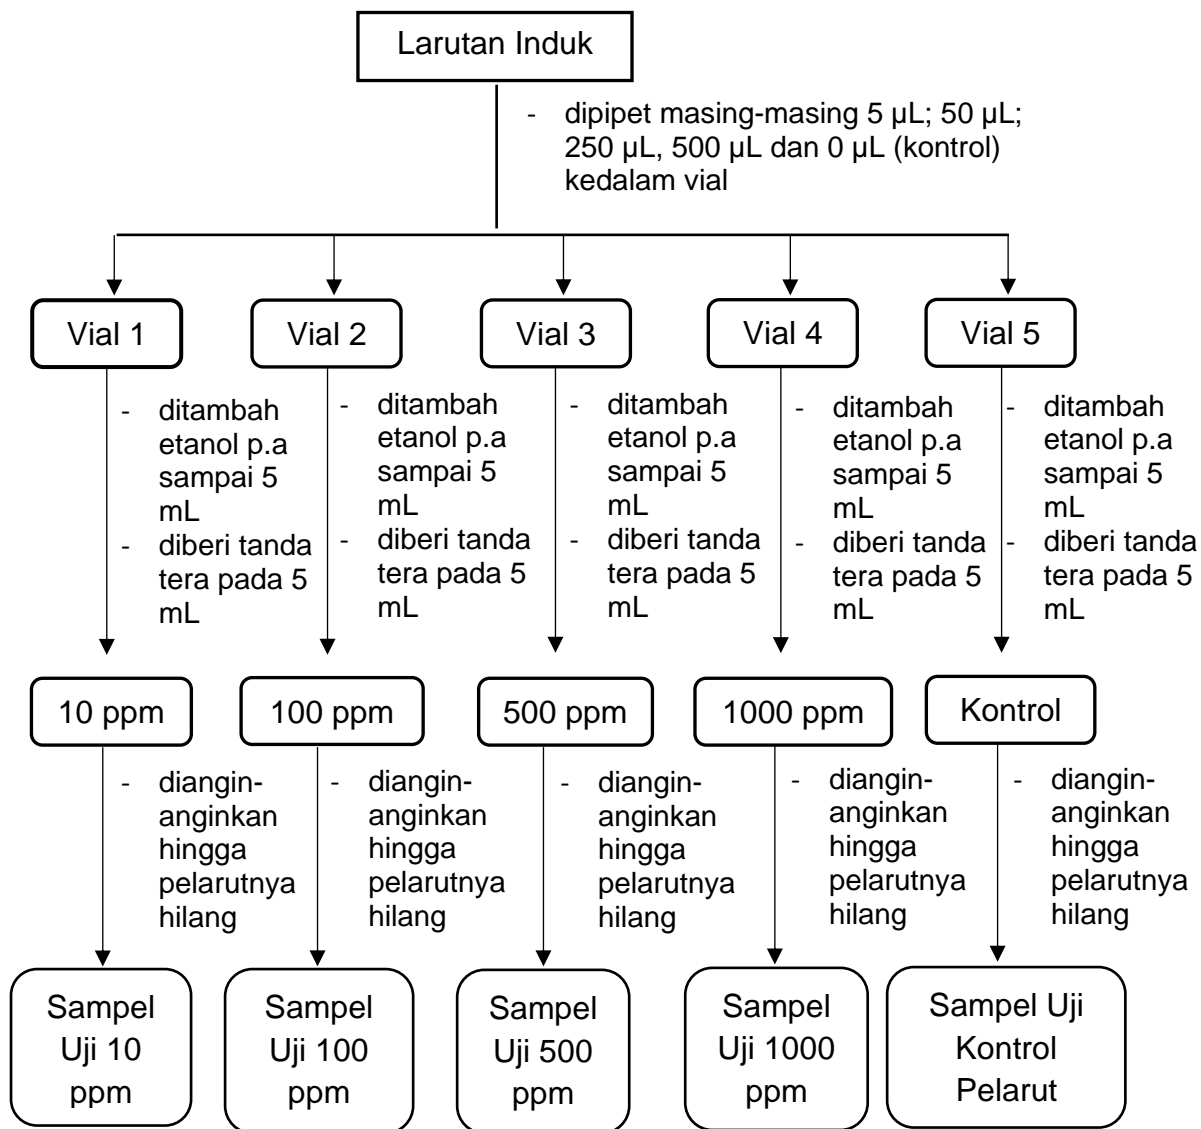 Larutan Induk
- dipipet masing-masing 5 µL; 50 µL;
250 µL, 500 µL dan 0 µL (kontrol)
kedalam vial
Vial 1
Vial 2
Vial 3
Vial 4
Vial 5
- ditambah
etanol p.a
sampai 5
mL
- diberi tanda
tera pada 5
mL
- ditambah
etanol p.a
sampai 5
mL
- diberi tanda
tera pada 5
mL
- ditambah
etanol p.a
sampai 5
mL
- diberi tanda
tera pada 5
mL
- ditambah
etanol p.a
sampai 5
mL
- diberi tanda
tera pada 5
mL
- ditambah
etanol p.a
sampai 5
mL
- diberi tanda
tera pada 5
mL
10 ppm
100 ppm
500 ppm
1000 ppm
Kontrol
- diangin-
anginkan
hingga
pelarutnya
hilang
- diangin-
anginkan
hingga
pelarutnya
hilang
- diangin-
anginkan
hingga
pelarutnya
hilang
- diangin-
anginkan
hingga
pelarutnya
hilang
- diangin-
anginkan
hingga
pelarutnya
hilang
Sampel
Uji 10
ppm
Sampel
Uji 100
ppm
Sampel
Uji 500
ppm
Sampel
Uji 1000
ppm
Sampel Uji
Kontrol
Pelarut